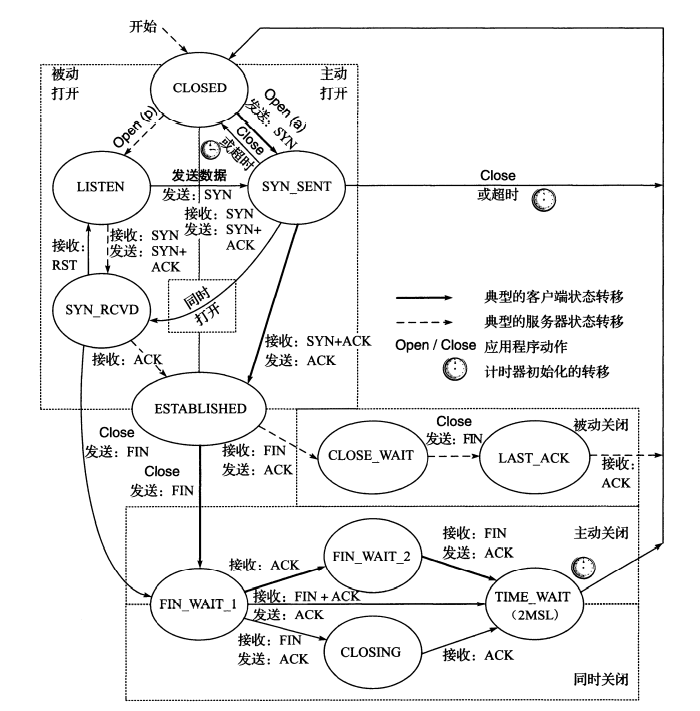 开始
被动
打开
主动
打开
CLOSED
Open (p)
Open (a)
发送：SYN
Close
或超时
LISTEN
发送数据
发送：SYN
SYN_SENT
Close
或超时
接收：
RST
接收：SYN
发送：SYN+
ACK
接收：SYN
发送：SYN+
ACK
SYN_RCVD
同时
打开
典型的客户端状态转移
典型的服务器状态转移
Open / Close 应用程序动作
计时器初始化的转移
接收：ACK
接收：SYN+ACK
发送：ACK
ESTABLISHED
Close
发送：FIN
Close
发送：FIN
接收：FIN
发送：ACK
被动关闭
CLOSE_WAIT
Close
发送：FIN
LAST_ACK
接收：
ACK
主动关闭
接收：ACK
FIN_WAIT_2
接收：FIN
发送：ACK
FIN_WAIT_1
接收：FIN + ACK
发送：ACK
TIME_WAIT
（2MSL）
接收：FIN
发送：ACK
CLOSING
接收：ACK
同时关闭